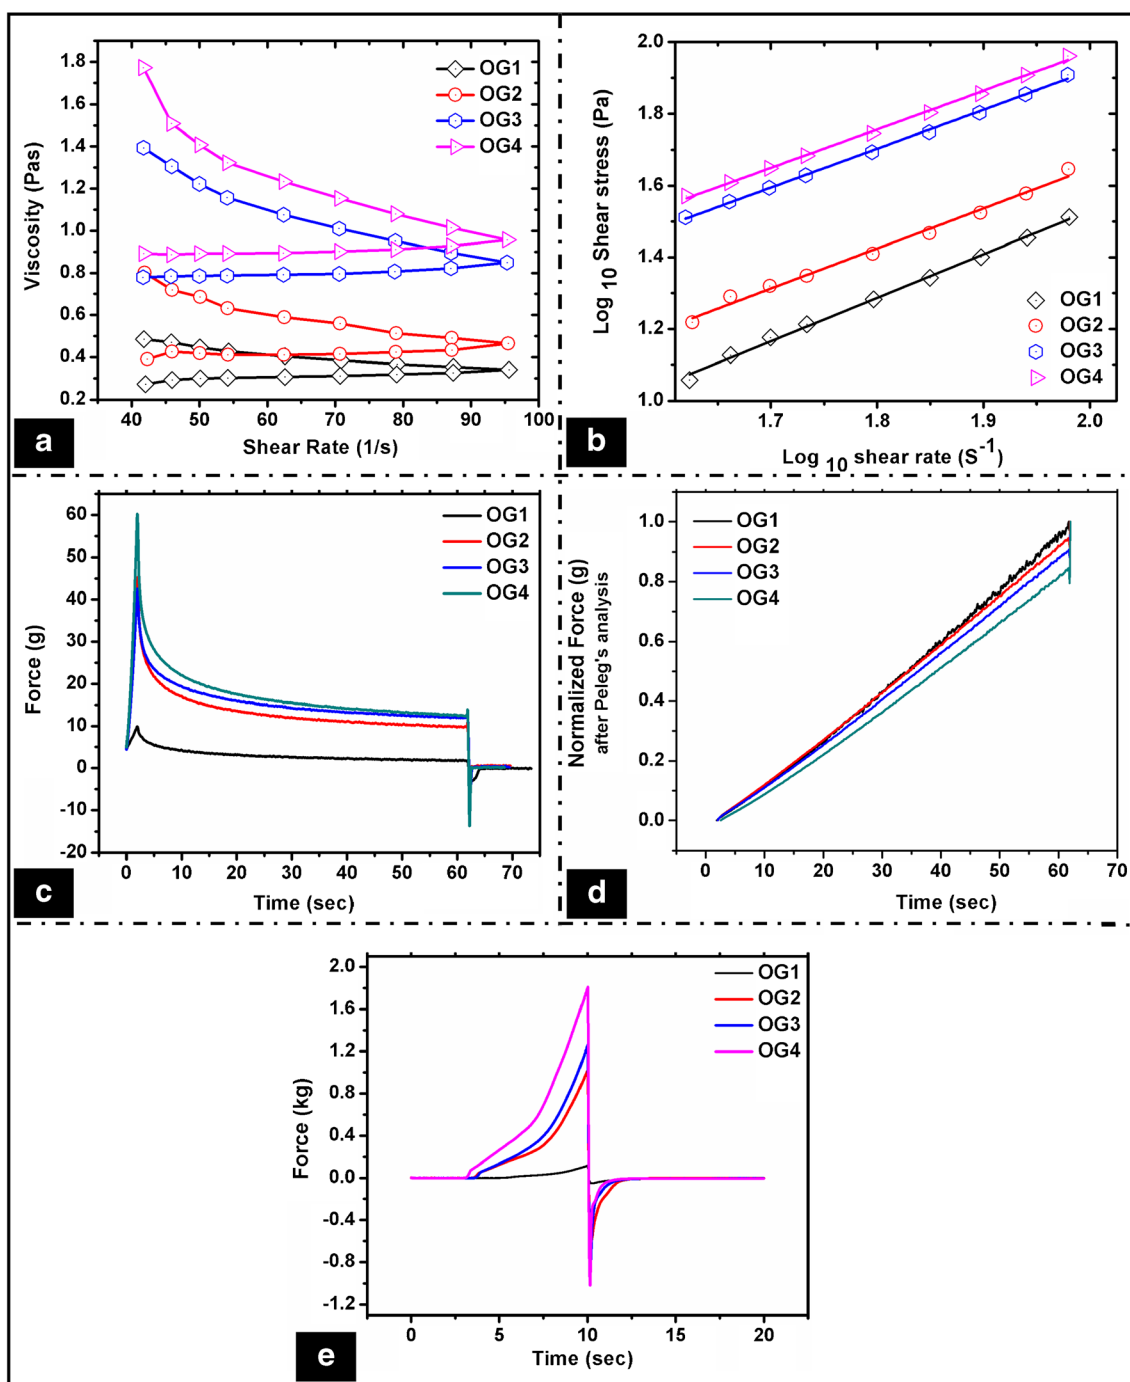 1.8
1.6
1.4
1.2
1.0
0.8
0.6
0.4
0.2
Viscosity (Pas)
OG1
OG2
OG3
OG4
40 50 60 70 80 90 100
Shear Rate (1/s)
a
2.0
1.8
1.6
1.4
1.2
1.0
Log 10 Shear stress (Pa)
OG1
OG2
OG3
OG4
1.7 1.8 1.9 2.0
Log 10 shear rate (S-1)
b
60
50
40
30
20
10
0
-10
-20
Force (g)
OG1
OG2
OG3
OG4
0 10 20 30 40 50 60 70
Time (sec)
c
1.0
0.8
0.6
0.4
0.2
0.0
Normalized Force (g)
after Peleg's analysis
OG1
OG2
OG3
OG4
0 10 20 30 40 50 60 70
Time (sec)
d
2.0
1.6
1.2
0.8
0.4
0.0
-0.4
-0.8
-1.2
Force (kg)
OG1
OG2
OG3
OG4
0 5 10 15 20
Time (sec)
e